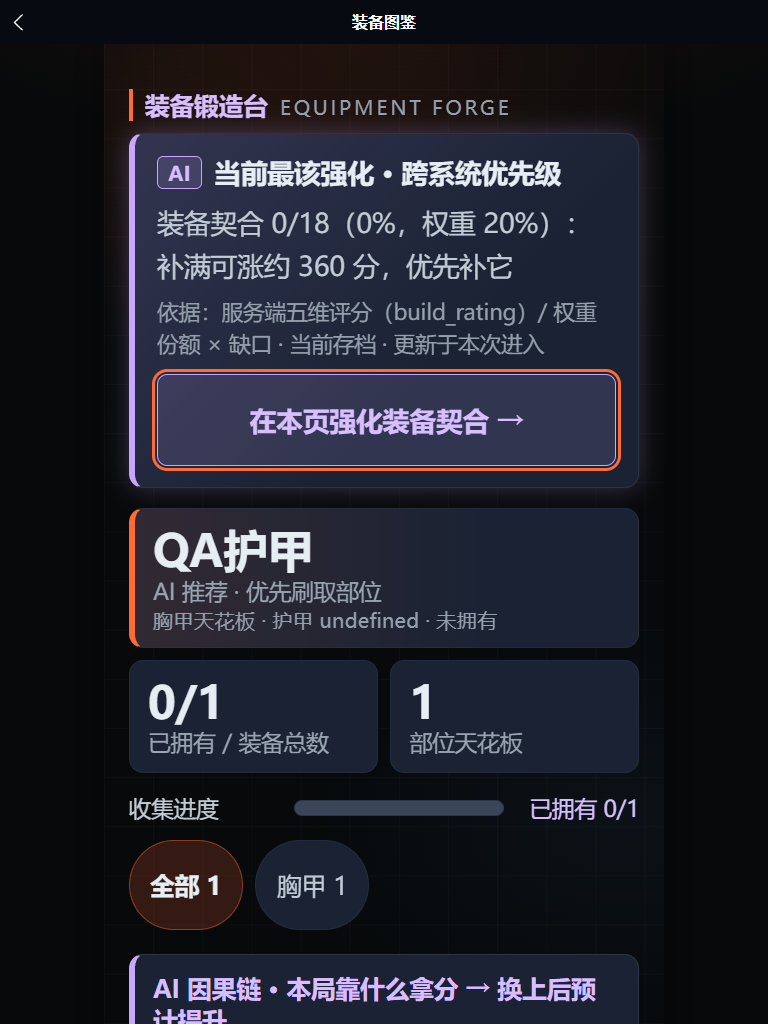 装备图鉴
装备锻造台 EQUIPMENT FORGE
AI 当前最该强化 • 跨系统优先级
装备契合 0/18（0%，权重 20%）：
补满可涨约 360 分，优先补它
依据：服务端五维评分（build_rating）/ 权重
份额 × 缺口 · 当前存档 · 更新于本次进入
在本页强化装备契合 →
QA护甲
AI 推荐 · 优先刷取部位
胸甲天花板 · 护甲 undefined · 未拥有
0/1
已拥有 / 装备总数
1
部位天花板
收集进度 已拥有 0/1
全部 1 胸甲 1
AI 因果链 • 本局靠什么拿分 → 换上后预
计提升